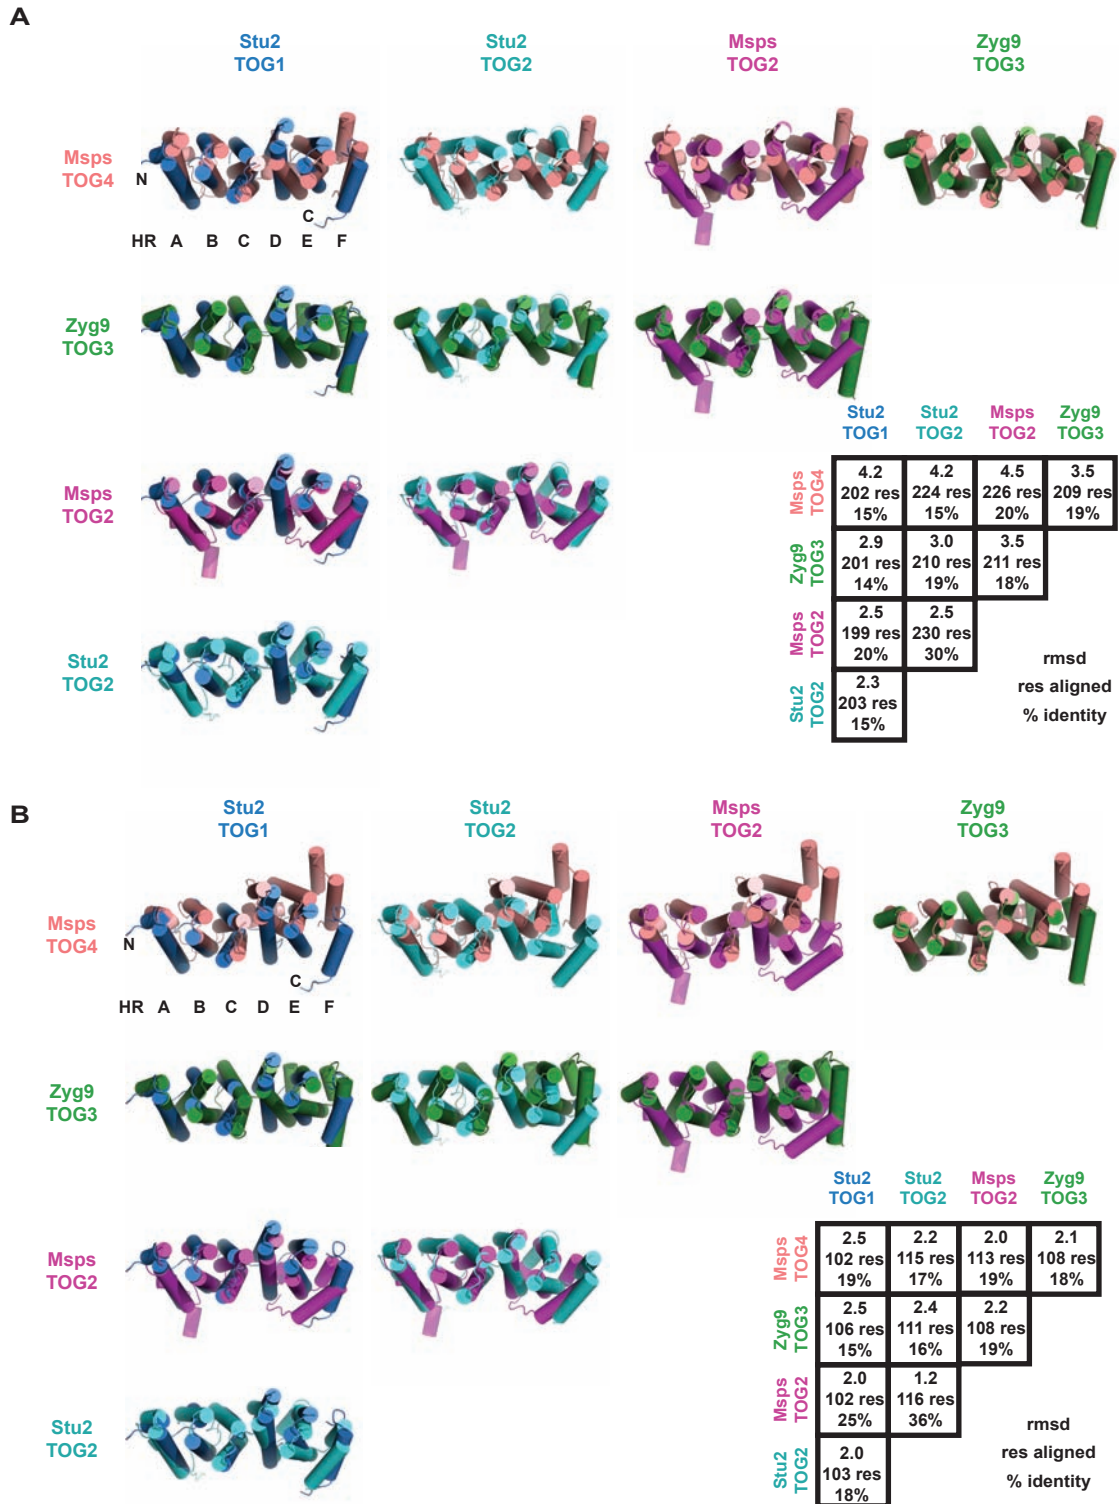 A
Stu2
TOG1
Stu2
TOG2
Msps
TOG2
Zyg9
TOG3
Msps
TOG4
N
C
HR A B C D E F
Zyg9
TOG3
Msps
TOG2
Stu2
TOG2
Stu2
TOG1
Stu2
TOG2
Msps
TOG2
Zyg9
TOG3
Msps
TOG4
4.2
202 res
15%
4.2
224 res
15%
4.5
226 res
20%
3.5
209 res
19%
Zyg9
TOG3
2.9
201 res
14%
3.0
210 res
19%
3.5
211 res
18%
Msps
TOG2
2.5
199 res
20%
2.5
230 res
30%
Stu2
TOG2
2.3
203 res
15%
rmsd
res aligned
% identity
B
Stu2
TOG1
Stu2
TOG2
Msps
TOG2
Zyg9
TOG3
Msps
TOG4
N
C
HR A B C D E F
Zyg9
TOG3
Msps
TOG2
Stu2
TOG2
Stu2
TOG1
Stu2
TOG2
Msps
TOG2
Zyg9
TOG3
Msps
TOG4
2.5
102 res
19%
2.2
115 res
17%
2.0
113 res
19%
2.1
108 res
18%
Zyg9
TOG3
2.5
106 res
15%
2.4
111 res
16%
2.2
108 res
19%
Msps
TOG2
2.0
102 res
25%
1.2
116 res
36%
Stu2
TOG2
2.0
103 res
18%
rmsd
res aligned
% identity